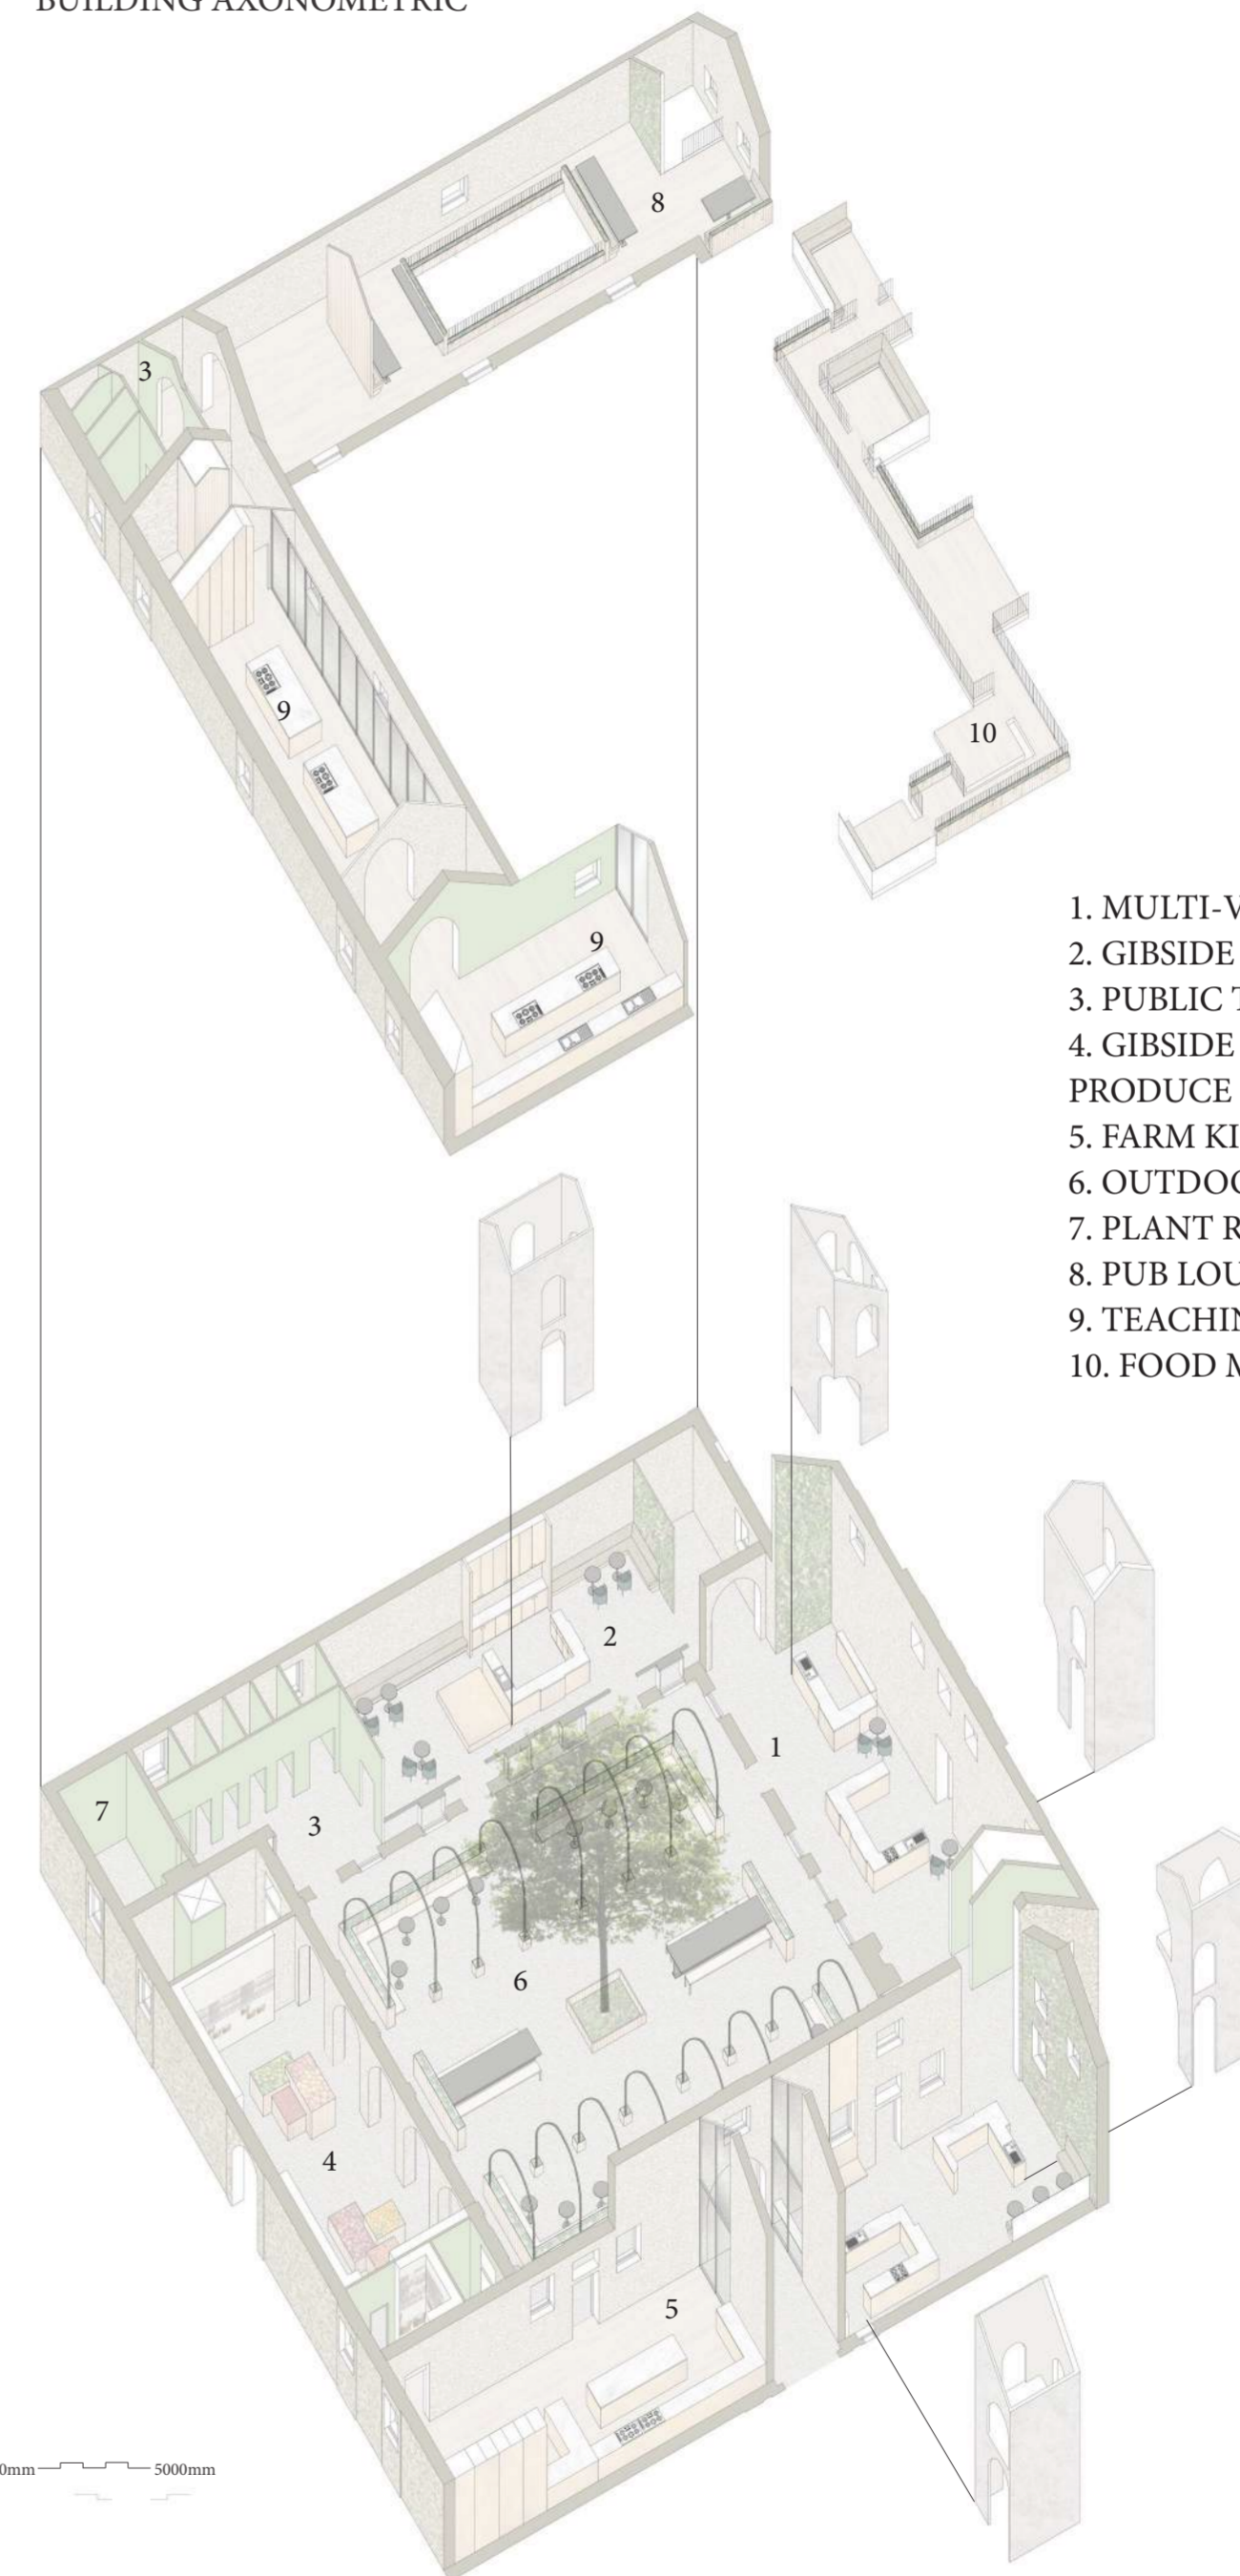 BUILDING AXONOMETRIC
8
3
9
10
9
1. MULTI-V
2. GIBSIDE
3. PUBLIC T
4. GIBSIDE
PRODUCE
5. FARM KI
6. OUTDOO
7. PLANT R
8. PUB LOU
9. TEACHIN
10. FOOD M
2
1
7
3
6
4
5
0mm
5000mm